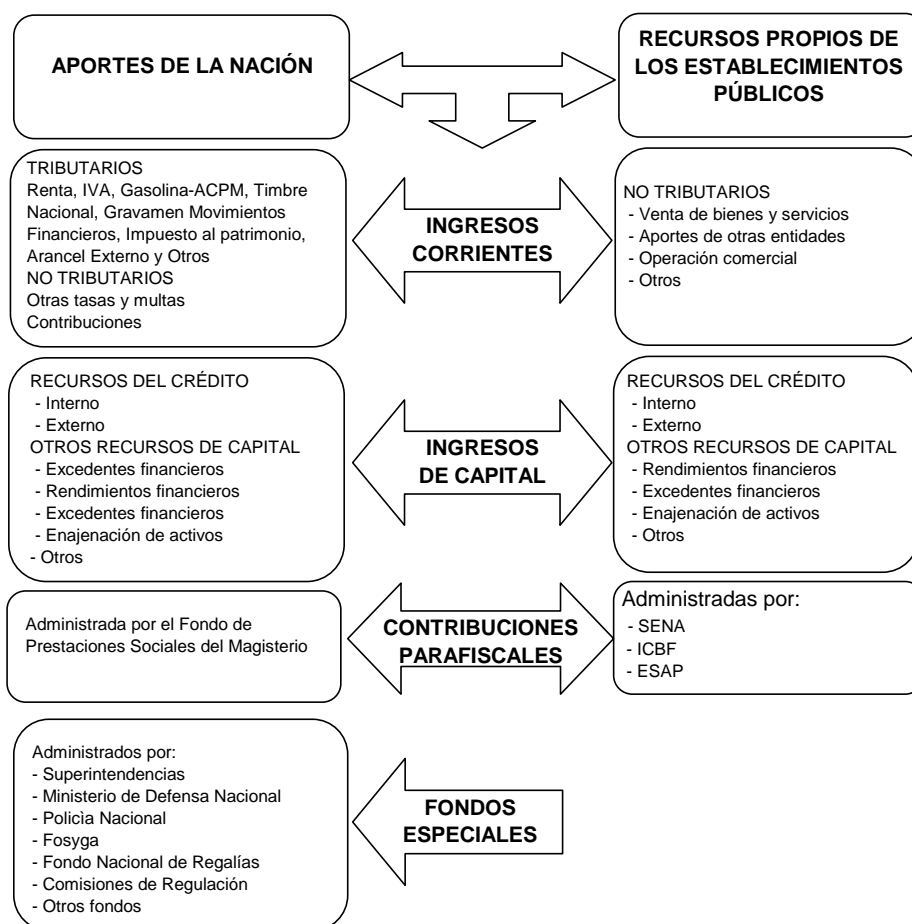 APORTES DE LA NACIÓN
RECURSOS PROPIOS DE
LOS ESTABLECIMIENTOS
PÚBLICOS
TRIBUTARIOS
Renta, IVA, Gasolina-ACPM, Timbre
Nacional, Gravamen Movimientos
Financieros, Impuesto al patrimonio,
Arancel Externo y Otros
NO TRIBUTARIOS
Otras tasas y multas
Contribuciones
INGRESOS
CORRIENTES
NO TRIBUTARIOS
- Venta de bienes y servicios
- Aportes de otras entidades
- Operación comercial
- Otros
RECURSOS DEL CRÉDITO
- Interno
- Externo
OTROS RECURSOS DE CAPITAL
- Excedentes financieros
- Rendimientos financieros
- Excedentes financieros
- Enajenación de activos
- Otros
INGRESOS
DE CAPITAL
RECURSOS DEL CRÉDITO
- Interno
- Externo
OTROS RECURSOS DE CAPITAL
- Rendimientos financieros
- Excedentes financieros
- Enajenación de activos
- Otros
Administrada por el Fondo de
Prestaciones Sociales del Magisterio
CONTRIBUCIONES
PARAFISCALES
Administradas por:
- SENA
- ICBF
- ESAP
Administrados por:
- Superintendencias
- Ministerio de Defensa Nacional
- Policìa Nacional
- Fosyga
- Fondo Nacional de Regalías
- Comisiones de Regulación
- Otros fondos
FONDOS
ESPECIALES